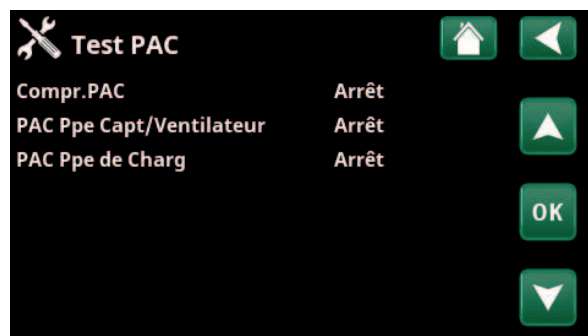 Test PAC
Compr.PAC Arrêt
PAC Ppe Capt/Ventilateur Arrêt
PAC Ppe de Charg Arrêt
OK